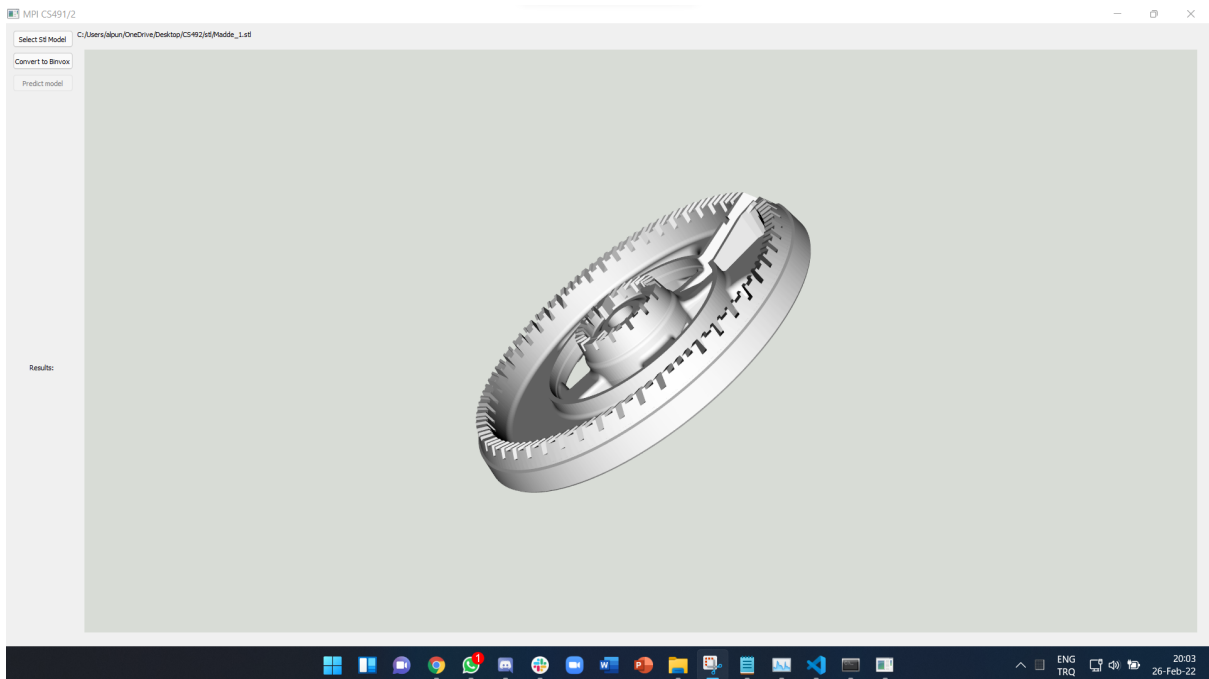 MPI CS491/2
Select Stl Model C:/Users/alpun/OneDrive/Desktop/CS492/stl/Madde_1.stl
Convert to Binvox
Predict model
Results:
1
ENG 20:03
TRQ 26-Feb-22